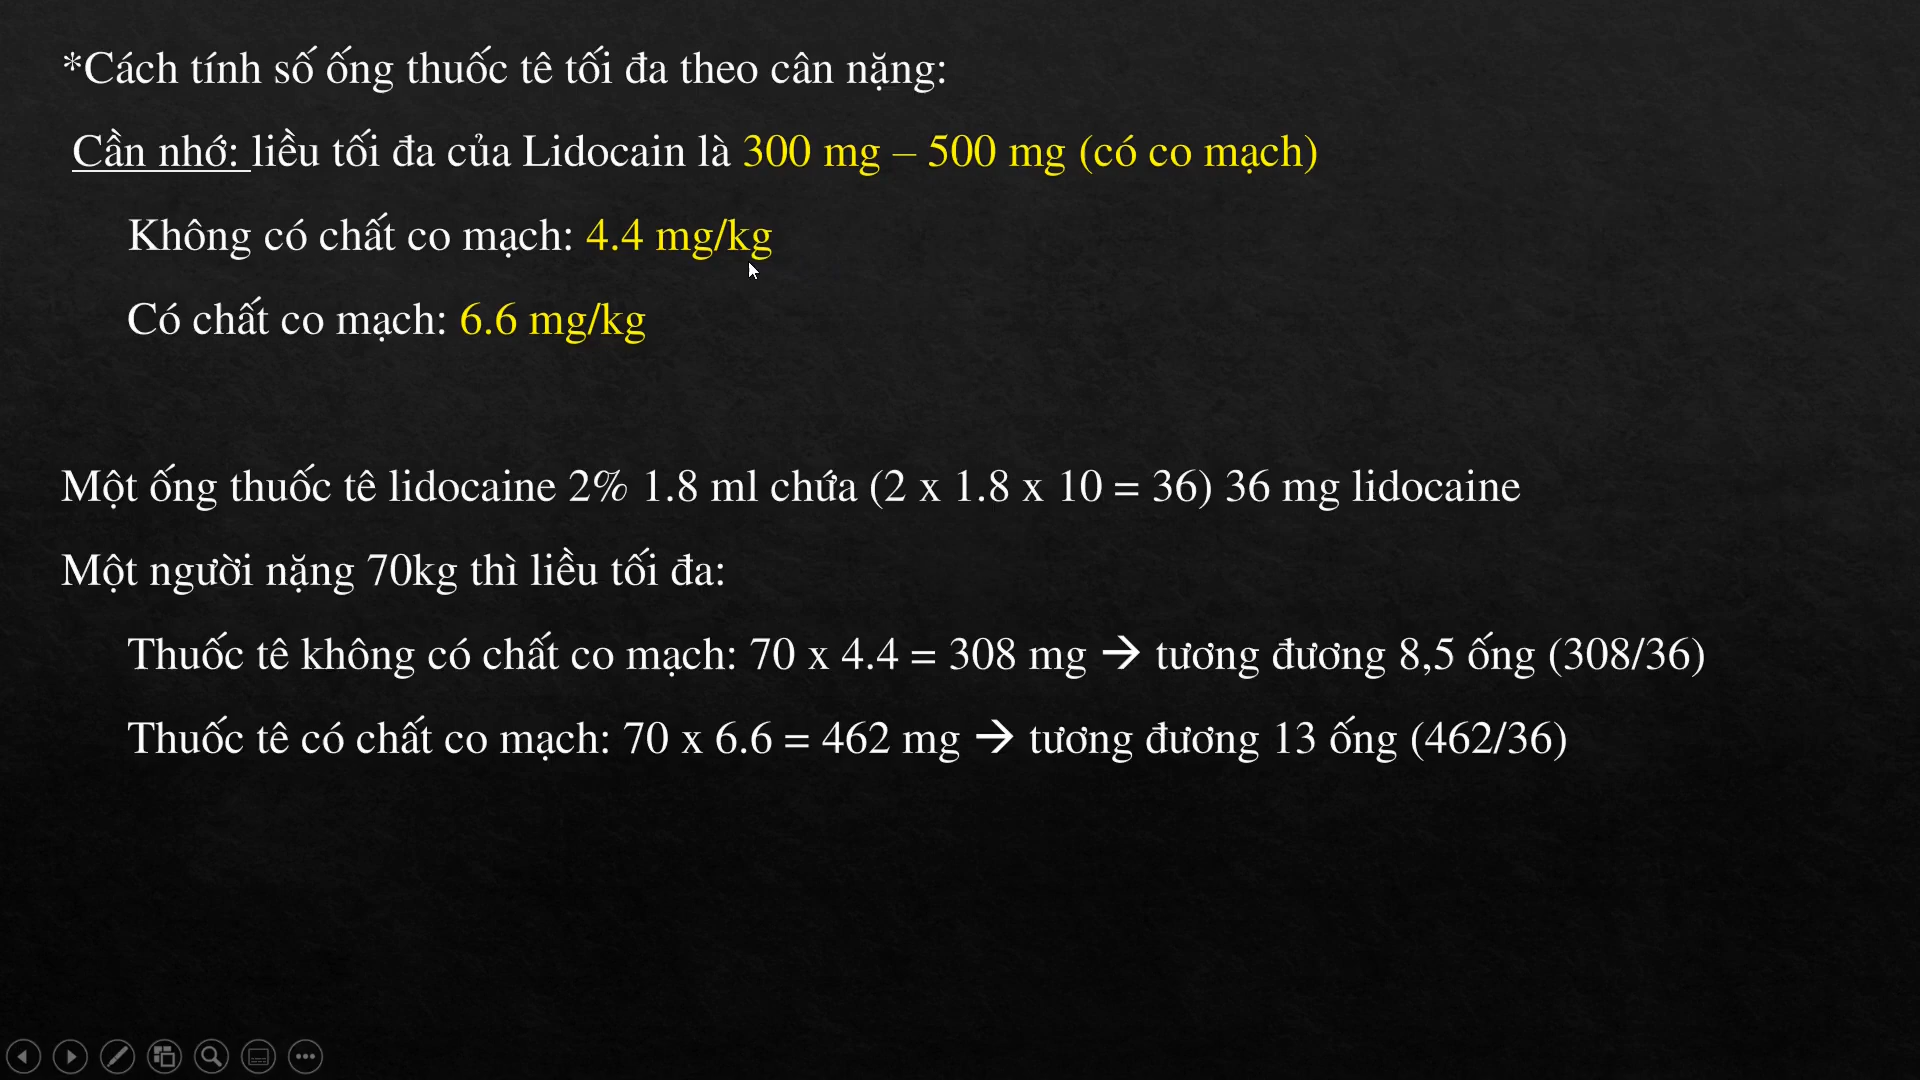 *Cách tính số ống thuốc tê tối đa theo cân nặng:
Cần nhớ: liều tối đa của Lidocain là 300 mg – 500 mg (có co mạch)
Không có chất co mạch: 4.4 mg/kg
Có chất co mạch: 6.6 mg/kg
Một ống thuốc tê lidocaine 2% 1.8 ml chứa (2 x 1.8 x 10 = 36) 36 mg lidocaine
Một người nặng 70kg thì liều tối đa:
Thuốc tê không có chất co mạch: 70 x 4.4 = 308 mg → tương đương 8,5 ống (308/36)
Thuốc tê có chất co mạch: 70 x 6.6 = 462 mg → tương đương 13 ống (462/36)